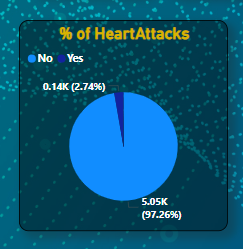 % of HeartAttacks
No Yes
0.14K (2.74%)
5.05K
(97.26%)